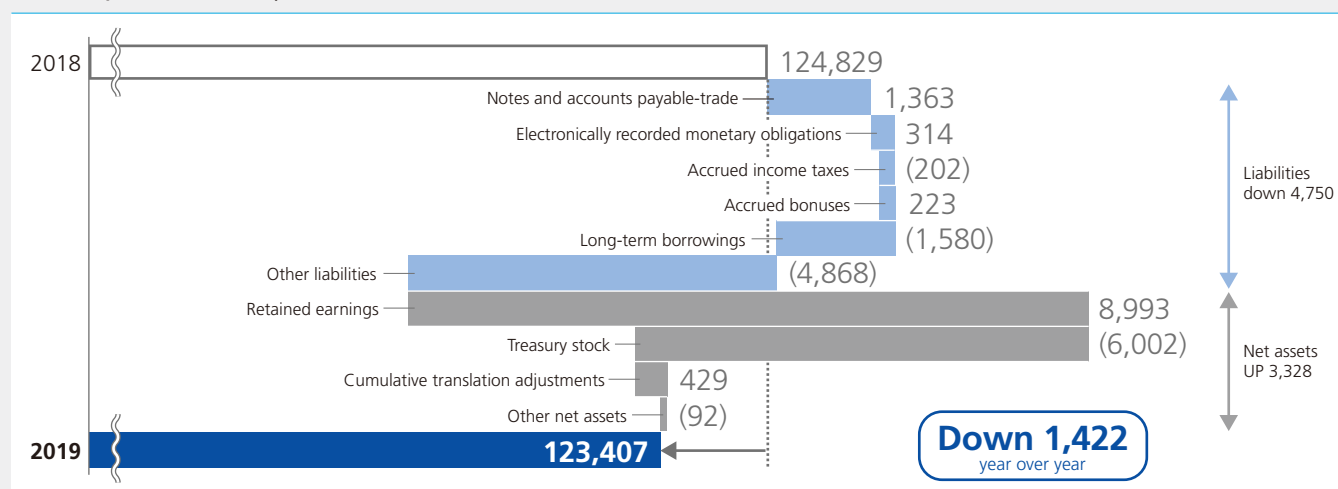 2018
124,829
Notes and accounts payable-trade
1,363
Electronically recorded monetary obligations
314
Accrued income taxes
(202)
Accrued bonuses
223
Long-term borrowings
(1,580)
Other liabilities
(4,868)
Liabilities
down 4,750
Retained earnings
8,993
Treasury stock
(6,002)
Cumulative translation adjustments
429
Other net assets
(92)
Net assets
UP 3,328
2019
123,407
Down 1,422
year over year